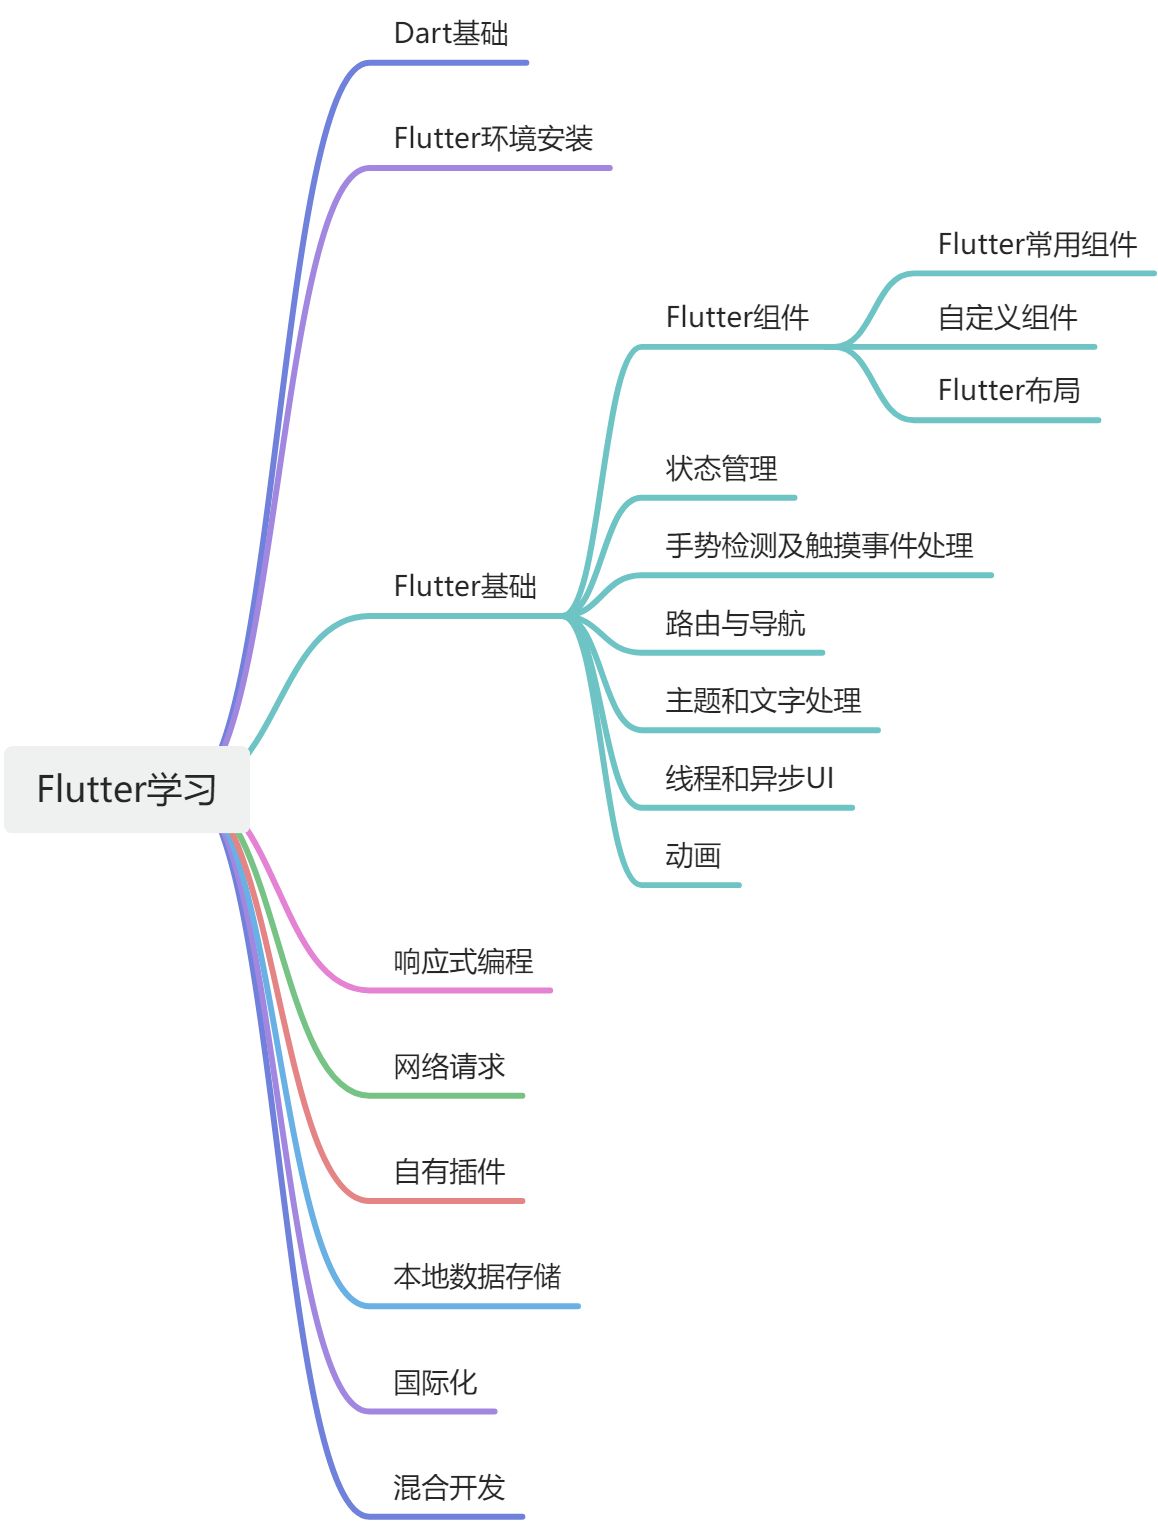 Dart基础
Flutter环境安装
Flutter常用组件
Flutter组件
自定义组件
Flutter布局
状态管理
手势检测及触摸事件处理
Flutter基础
路由与导航
主题和文字处理
线程和异步UI
Flutter学习
动画
响应式编程
网络请求
自有插件
本地数据存储
国际化
混合开发